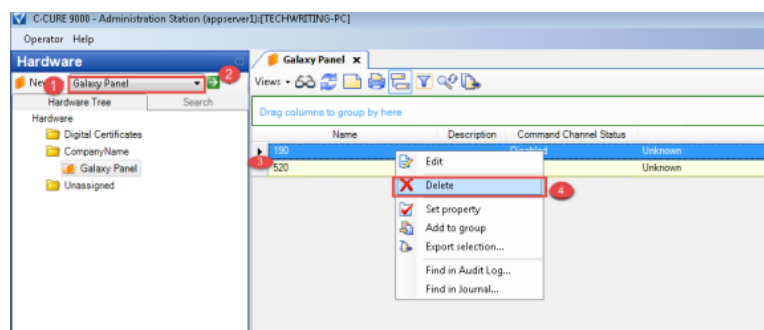 C·CURE 9000 - Administration Station (appserver1):[TECHWRITING-PC]
Operator Help
Hardware
Galaxy Panel x
Ne 1 Galaxy Panel 2
Views
Hardware Tree Search
Hardware
Drag columns to group by here
Digital Certificates
Name Description Command Channel Status
CompanyName
190 Disabled Unknown
3
Galaxy Panel
520 Unknown
Unassigned
Edit
Delete
4
Set property
Add to group
Export selection...
Find in Audit Log...
Find in Journal...